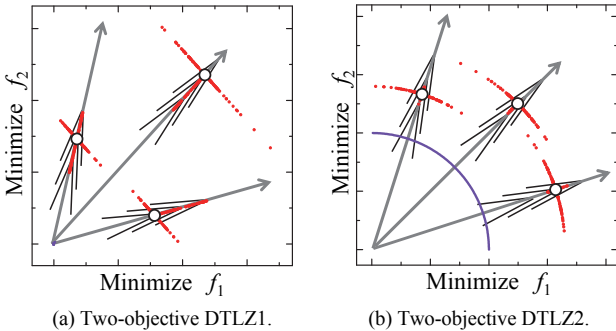 Minimize f2
Minimize f1
(a) Two-objective DTLZ1.
Minimize f2
Minimize f1
(b) Two-objective DTLZ2.